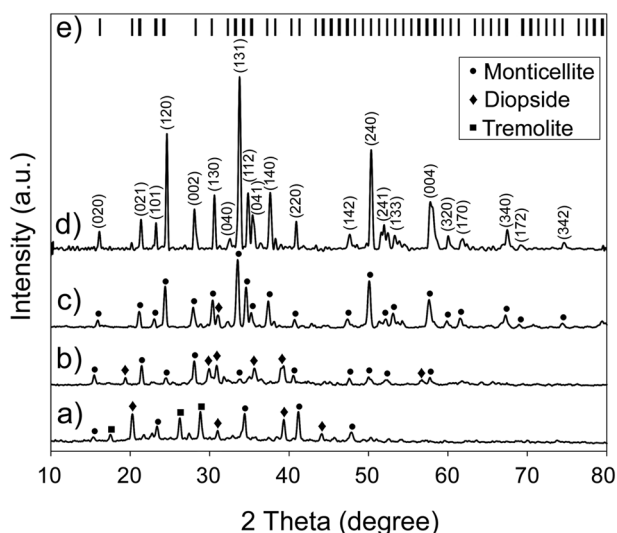 e)
(131)
(120)
(240)
(020)
(021)
(101)
(002)
(130)
(040)
(112)
(041)
(140)
(220)
(142)
(241)
(133)
(004)
(320)
(170)
(340)
(172)
(342)
Monticellite
Diopside
Tremolite
d)
c)
b)
a)
Intensity (a.u.)
10 20 30 40 50 60 70 80
2 Theta (degree)